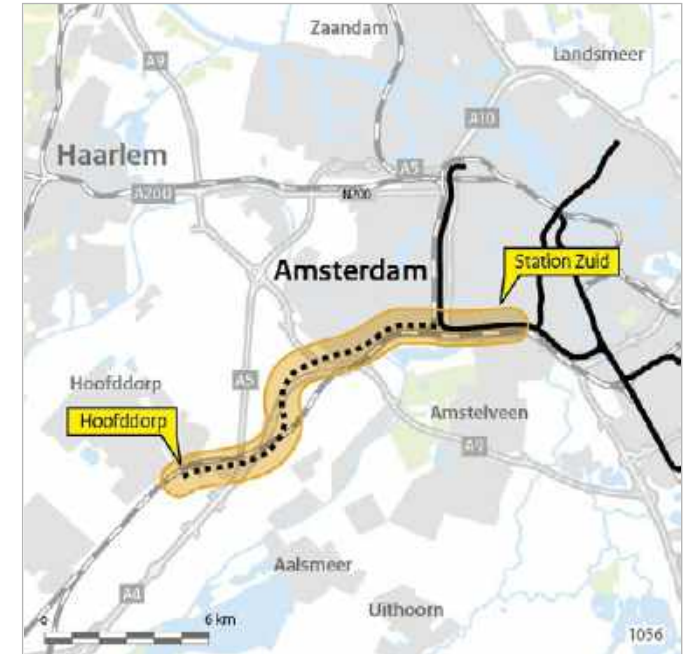 Zaandam
Landsmeer
A9
A10
Haarlem
A5
A200
N200
Amsterdam
Station Zuid
Hoofddorp
A5
Hoofddorp
Amstelveen
A9
Aalsmeer
A4
Uithoorn
0
6 km
1056